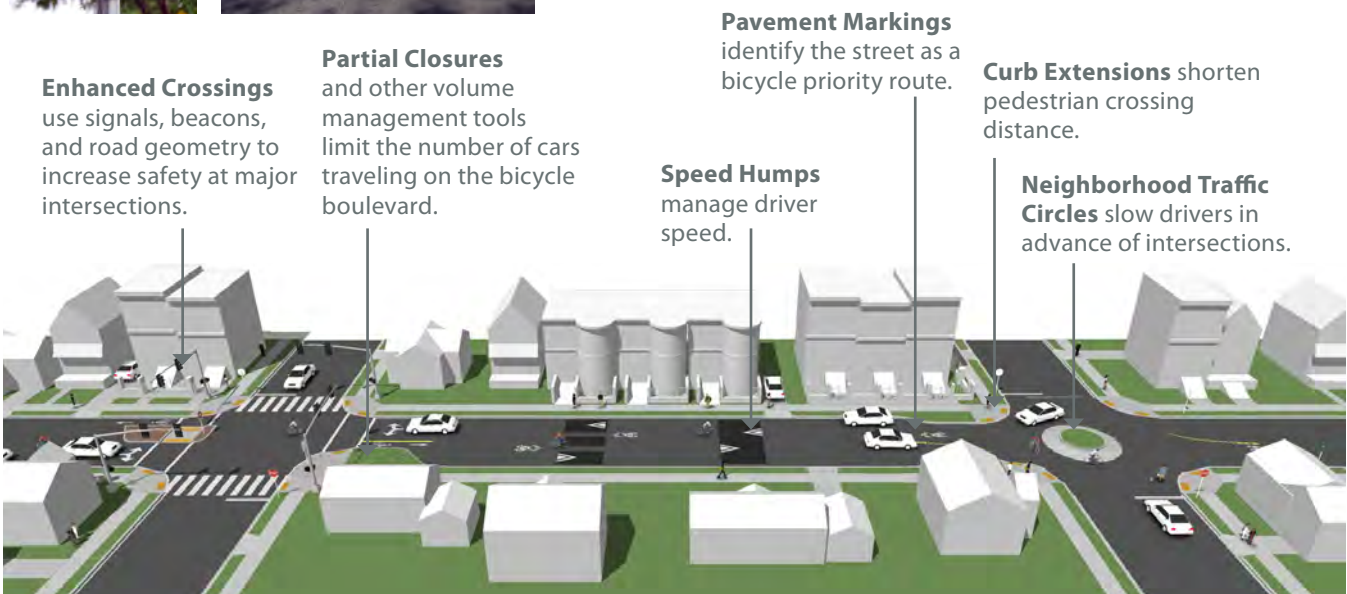 Enhanced Crossings
use signals, beacons,
and road geometry to
increase safety at major
intersections.
Partial Closures
and other volume
management tools
limit the number of cars
traveling on the bicycle
boulevard.
Speed Humps
manage driver
speed.
Pavement Markings
identify the street as a
bicycle priority route.
Curb Extensions shorten
pedestrian crossing
distance.
Neighborhood Traffic
Circles slow drivers in
advance of intersections.